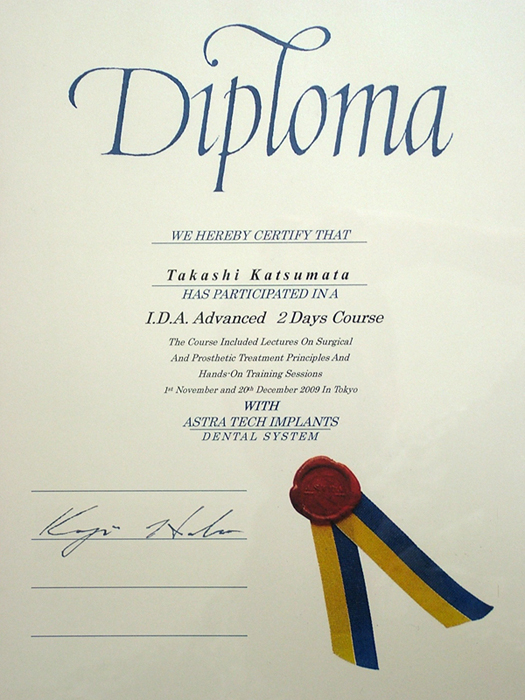 Diploma
WE HEREBY CERTIFY THAT
Takashi Katsumata
HAS PARTICIPATED IN A
I.D.A. Advanced 2 Days Course
The Course Included Lectures On Surgical
And Prosthetic Treatment Principles And
Hands-On Training Sessions
1st November and 20th December 2009 In Tokyo
WITH
ASTRA TECH IMPLANTS
DENTAL SYSTEM